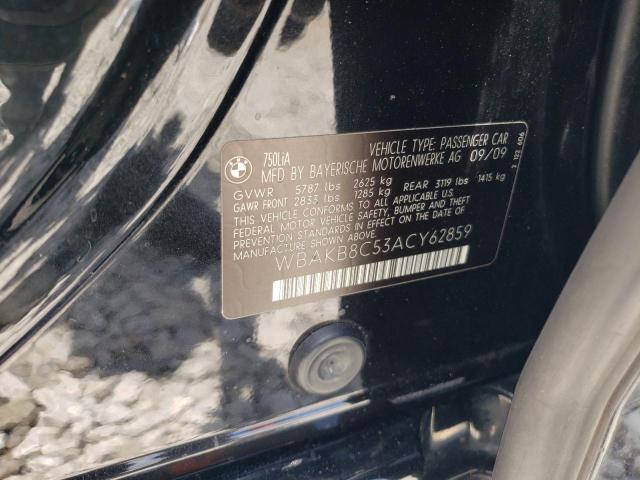 BMW
750LiA VEHICLE TYPE: PASSENGER CAR
MFD BY BAYERISCHE MOTORENWERKE AG 09/09
GVWR 5787 lbs 2625 kg
GAWR FRONT 2833 lbs 1285 kg REAR 3119 lbs 1415 kg
THIS VEHICLE CONFORMS TO ALL APPLICABLE U.S.
FEDERAL MOTOR VEHICLE SAFETY, BUMPER AND THEFT
PREVENTION STANDARDS IN EFFECT ON THE DATE OF
MANUFACTURE SHOWN ABOVE.
WBAKB8C53ACY62859